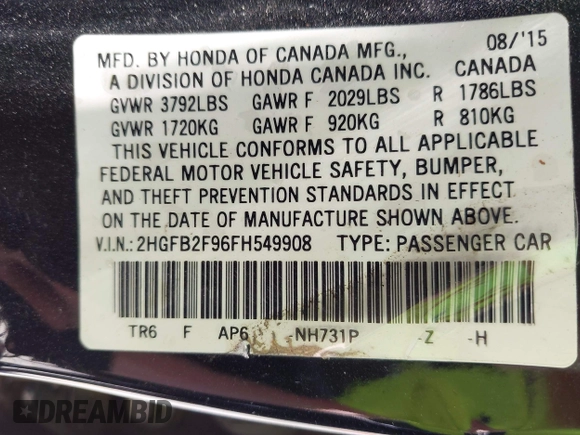 MFD. BY HONDA OF CANADA MFG., 08/'15
A DIVISION OF HONDA CANADA INC. CANADA
GVWR 3792LBS GAWR F 2029LBS R 1786LBS
GVWR 1720KG GAWR F 920KG R 810KG
THIS VEHICLE CONFORMS TO ALL APPLICABLE
FEDERAL MOTOR VEHICLE SAFETY, BUMPER,
AND THEFT PREVENTION STANDARDS IN EFFECT
ON THE DATE OF MANUFACTURE SHOWN ABOVE.
V.I.N.: 2HGFB2F96FH549908 TYPE: PASSENGER CAR
TR6 F AP6 -NH731P -Z -H
DREAMBID